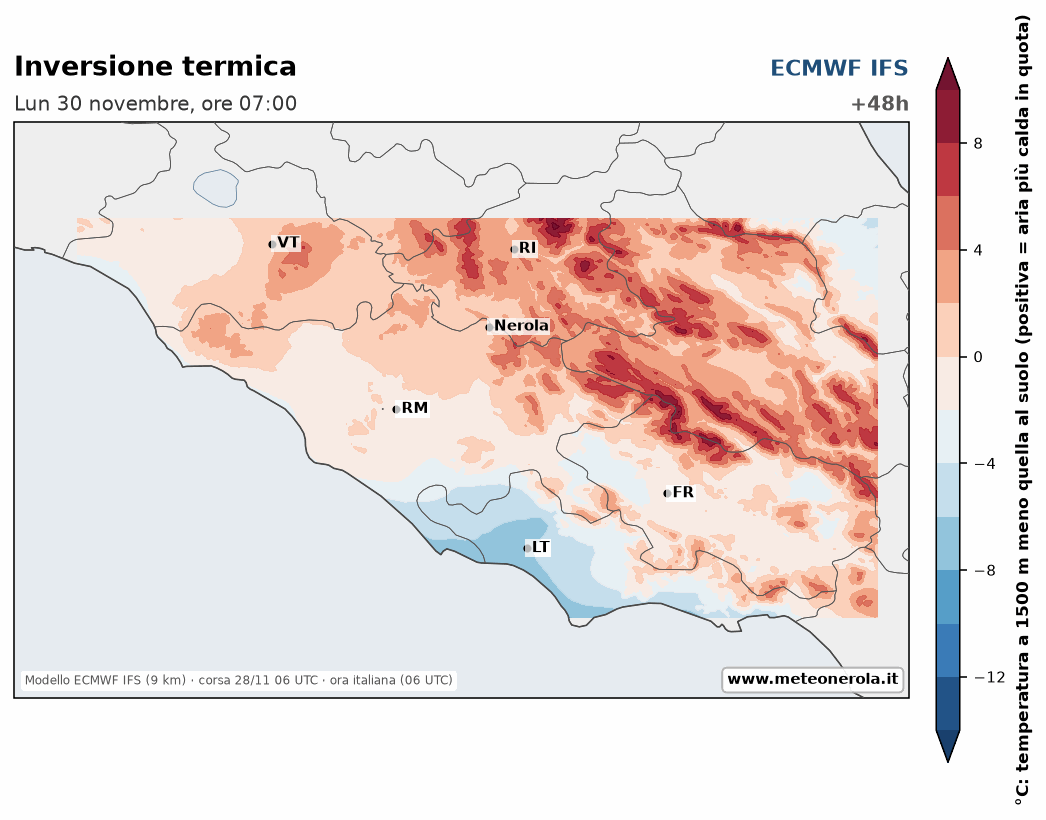 Inversione termica
ECMWF IFS
Lun 30 novembre, ore 07:00
+48h
VT
RI
Nerola
RM
FR
LT
8
4
0
−4
−8
−12
°C: temperatura a 1500 m meno quella al suolo (positiva = aria più calda in quota)
Modello ECMWF IFS (9 km) · corsa 28/11 06 UTC · ora italiana (06 UTC)
www.meteonerola.it